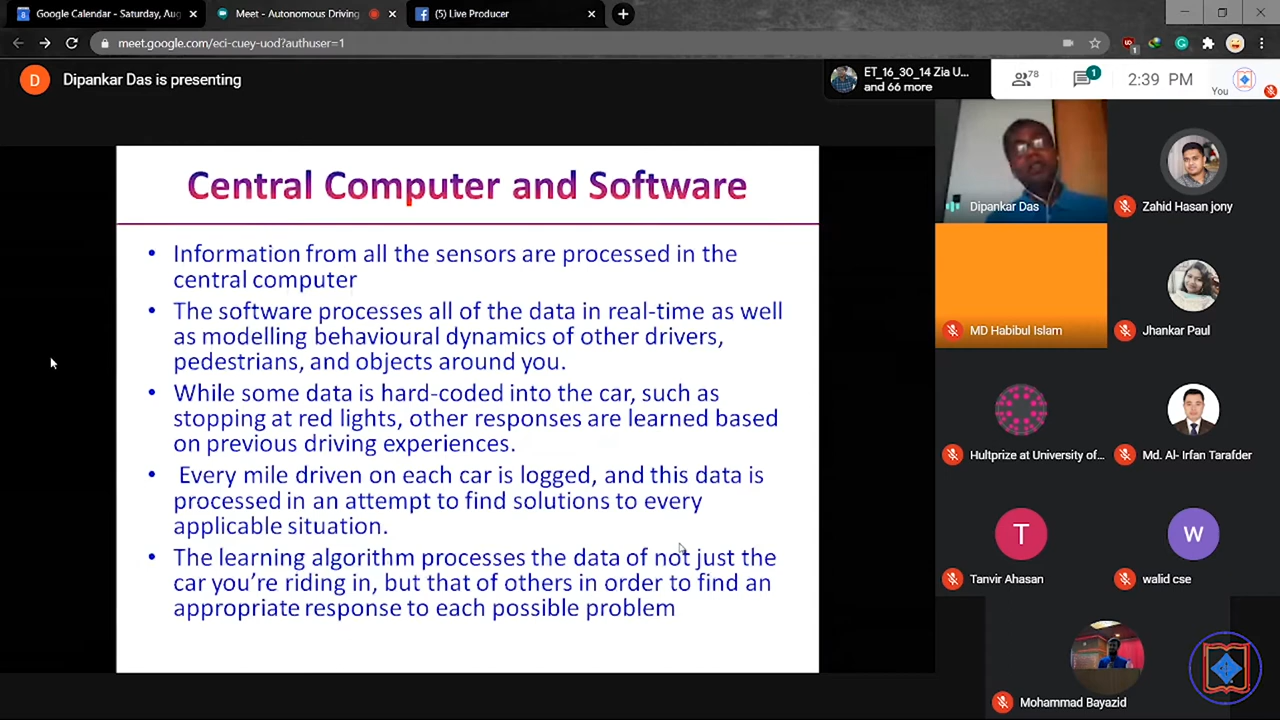 Google Calendar - Saturday, Aug
Meet - Autonomous Driving
(5) Live Producer
meet.google.com/eci-cuey-uod?authuser=1
1
D
Dipankar Das is presenting
ET_16_30_14 Zia U...
and 66 more
78
1
2:39 PM
You
Central Computer and Software
• Information from all the sensors are processed in the
central computer
• The software processes all of the data in real-time as well
as modelling behavioural dynamics of other drivers,
pedestrians, and objects around you.
• While some data is hard-coded into the car, such as
stopping at red lights, other responses are learned based
on previous driving experiences.
• Every mile driven on each car is logged, and this data is
processed in an attempt to find solutions to every
applicable situation.
• The learning algorithm processes the data of not just the
car you’re riding in, but that of others in order to find an
appropriate response to each possible problem
Dipankar Das
Zahid Hasan jony
MD Habibul Islam
Jhankar Paul
Hultprize at University of...
Md. Al- Irfan Tarafder
T
W
Tanvir Ahasan
walid cse
Mohammad Bayazid